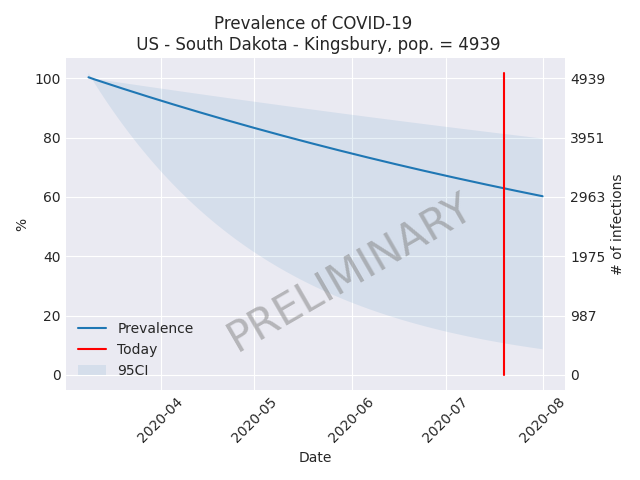 Prevalence of COVID-19
US - South Dakota - Kingsbury, pop. = 4939
100
80
60
40
20
0
%
4939
3951
2963
1975
987
0
# of infections
PRELIMINARY
Prevalence
Today
95CI
2020-04
2020-05
2020-06
2020-07
2020-08
Date